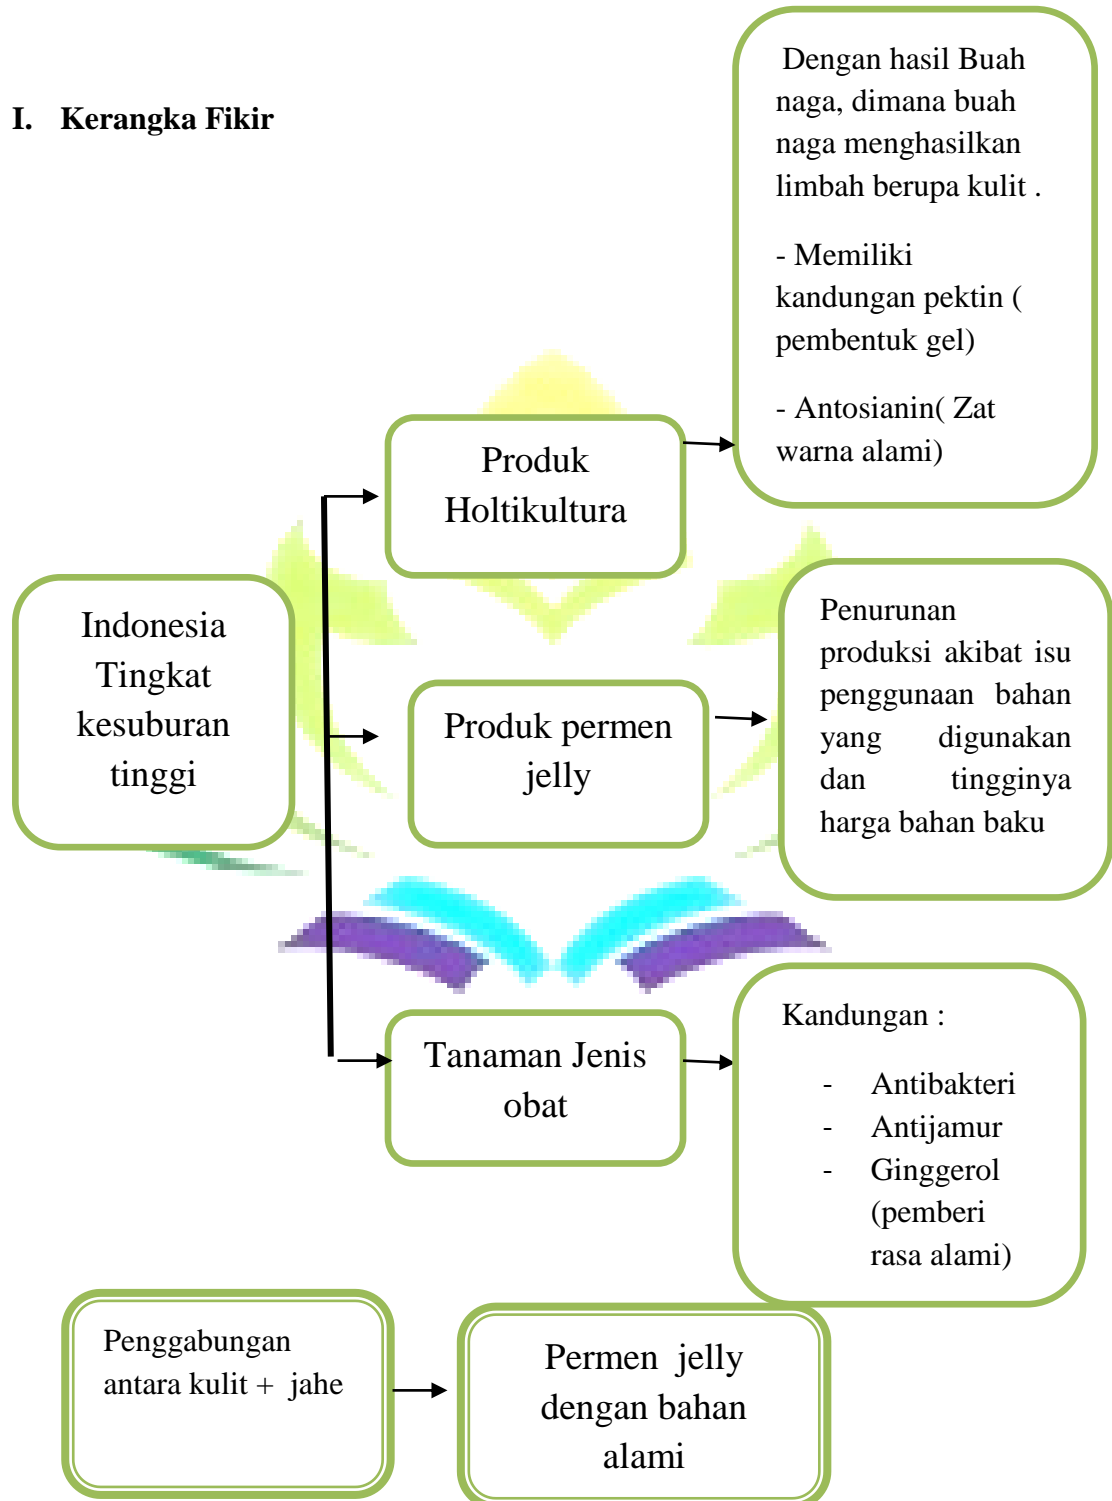 I. Kerangka Fikir
Dengan hasil Buah
naga, dimana buah
naga menghasilkan
limbah berupa kulit .
- Memiliki
kandungan pektin (
pembentuk gel)
- Antosianin( Zat
warna alami)
Produk
Holtikultura
Indonesia
Tingkat
kesuburan
tinggi
Produk permen
jelly
Penurunan
produksi akibat isu
penggunaan bahan
yang digunakan
dan tingginya
harga bahan baku
Tanaman Jenis
obat
Kandungan :
- Antibakteri
- Antijamur
- Ginggerol
(pemberi
rasa alami)
Penggabungan
antara kulit + jahe
Permen jelly
dengan bahan
alami